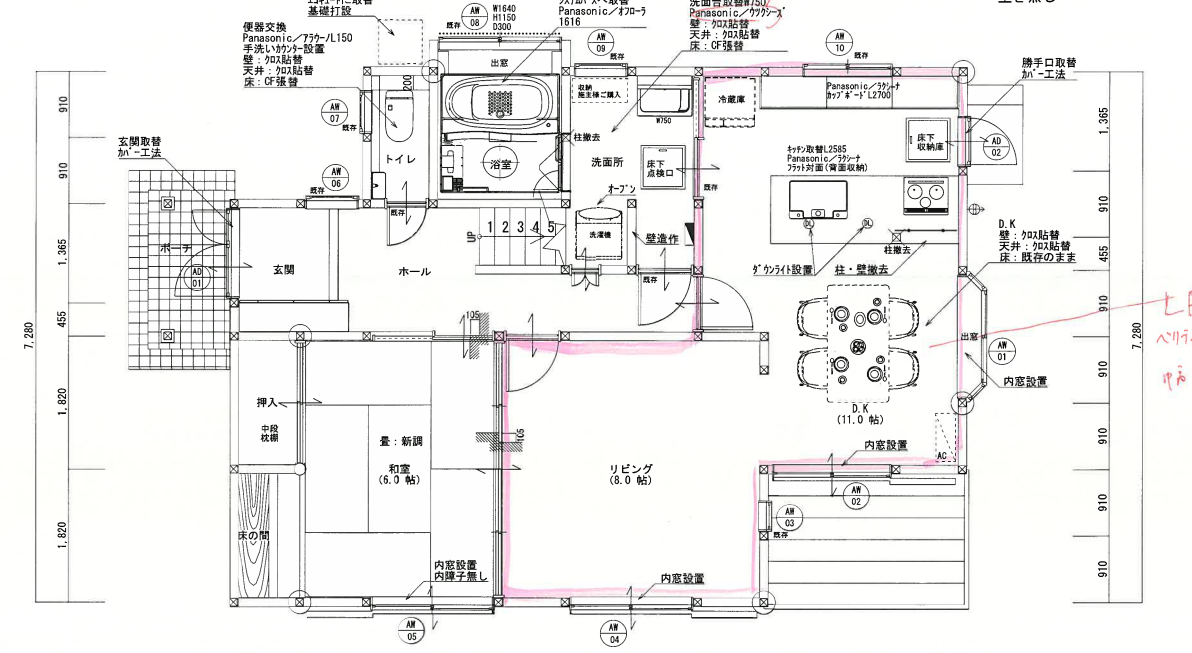 基礎打設
便器交換
Panasonic／アラウーノL150
手洗いカウンター設置
壁：クロス貼替
天井：クロス貼替
床：CF張替
AW
08
既存
W1640
H1150
D300
Panasonic／オフローラ
1616
洗面台取替W750
Panasonic／ウツクシーズ
壁：クロス貼替
天井：クロス貼替
床：CF張替
AW
09
既存
AW
10
既存
勝手口取替
カバー工法
出窓
200
AW
07
既存
収納
施主様ご購入
W750
冷蔵庫
Panasonic／ラクシーナ
カップボードL2700
床下
収納庫
AD
02
玄関取替
カバー工法
トイレ
浴室
柱撤去
洗面所
床下
点検口
既存
キッチン取替L2585
Panasonic／ラクシーナ
フラット対面(背面収納)
AW
06
既存
既存
オープン
洗濯機
壁造作
DL
DL
柱撤去
D.K
壁：クロス貼替
天井：クロス貼替
床：既存のまま
ポーチ
AD
01
玄関
ホール
UP
1 2 3 4 5
既存
ダウンライト設置
柱・壁撤去
105
出窓
AW
01
内窓設置
押入
中段
枕棚
畳：新調
和室
(6.0 帖)
105
リビング
(8.0 帖)
D.K
(11.0 帖)
内窓設置
AC
AW
02
AW
03
既存
床の間
内窓設置
内障子無し
内窓設置
AW
05
AW
04
7,280
910
910
1,365
455
1,820
1,820
1,365
910
455
910
910
910
910
910
7,280